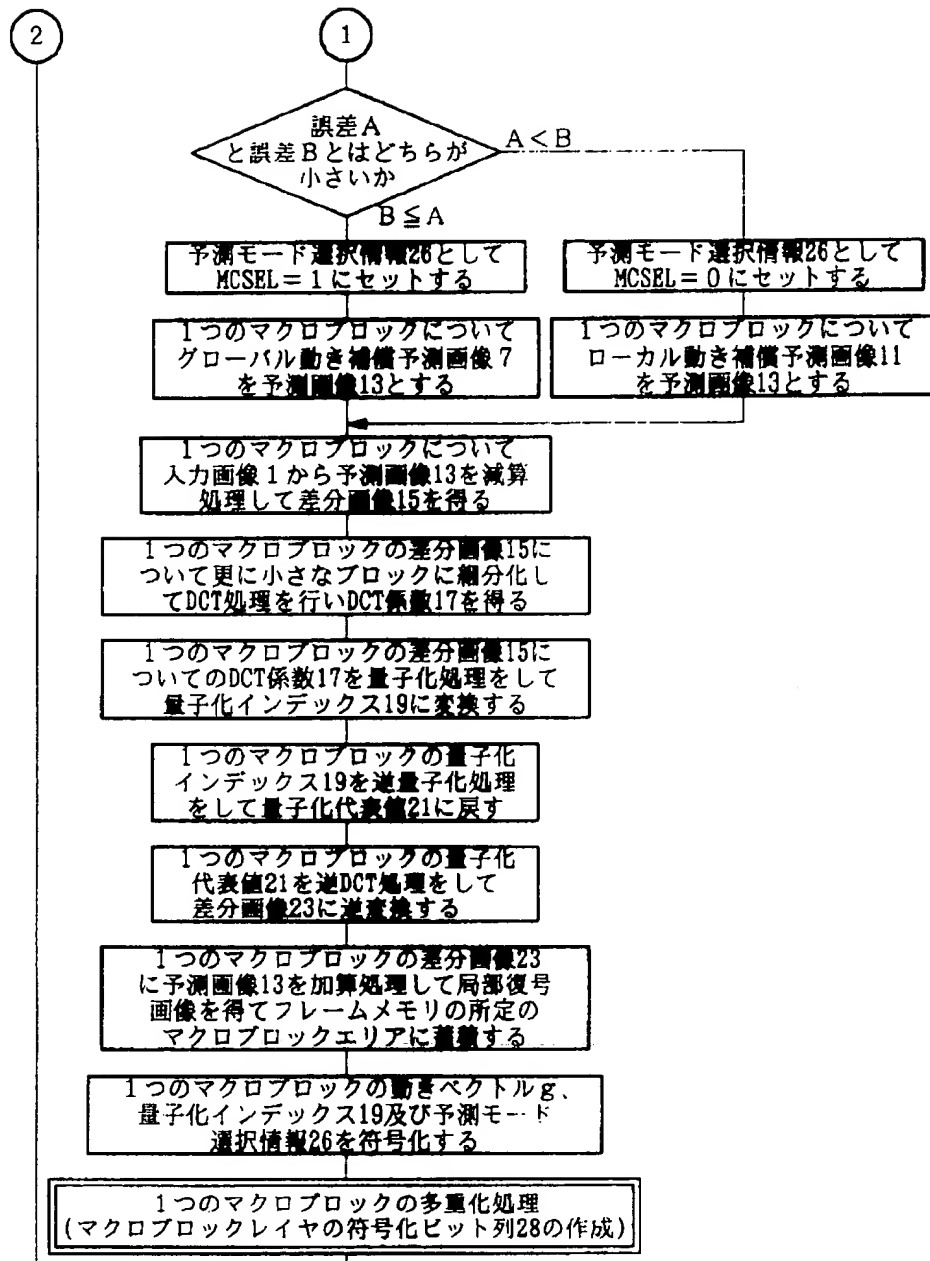 2
1
誤差A
と誤差Bとはどちらが
小さいか
A<B
B≦A
予測モード選択情報26として
MCSEL=1にセットする
予測モード選択情報26として
MCSEL=0にセットする
1つのマクロブロックについて
グローバル動き補償予測画像7
を予測画像13とする
1つのマクロブロックについて
ローカル動き補償予測画像11
を予測画像13とする
1つのマクロブロックについて
入力画像1から予測画像13を減算
処理して差分画像15を得る
1つのマクロブロックの差分画像15に
ついて更に小さなブロックに細分化し
てDCT処理を行いDCT係数17を得る
1つのマクロブロックの差分画像15に
ついてのDCT係数17を量子化処理をして
量子化インデックス19に変換する
1つのマクロブロックの量子化
インデックス19を逆量子化処理
をして量子化代表値21に戻す
1つのマクロブロックの量子化
代表値21を逆DCT処理をして
差分画像23に逆変換する
1つのマクロブロックの差分画像23
に予測画像13を加算処理して局部復号
画像を得てフレームメモリの所定の
マクロブロックエリアに蓄積する
1つのマクロブロックの動きベクトルg、
量子化インデックス19及び予測モード
選択情報26を符号化する
1つのマクロブロックの多重化処理
(マクロブロックレイヤの符号化ビット列28の作成)